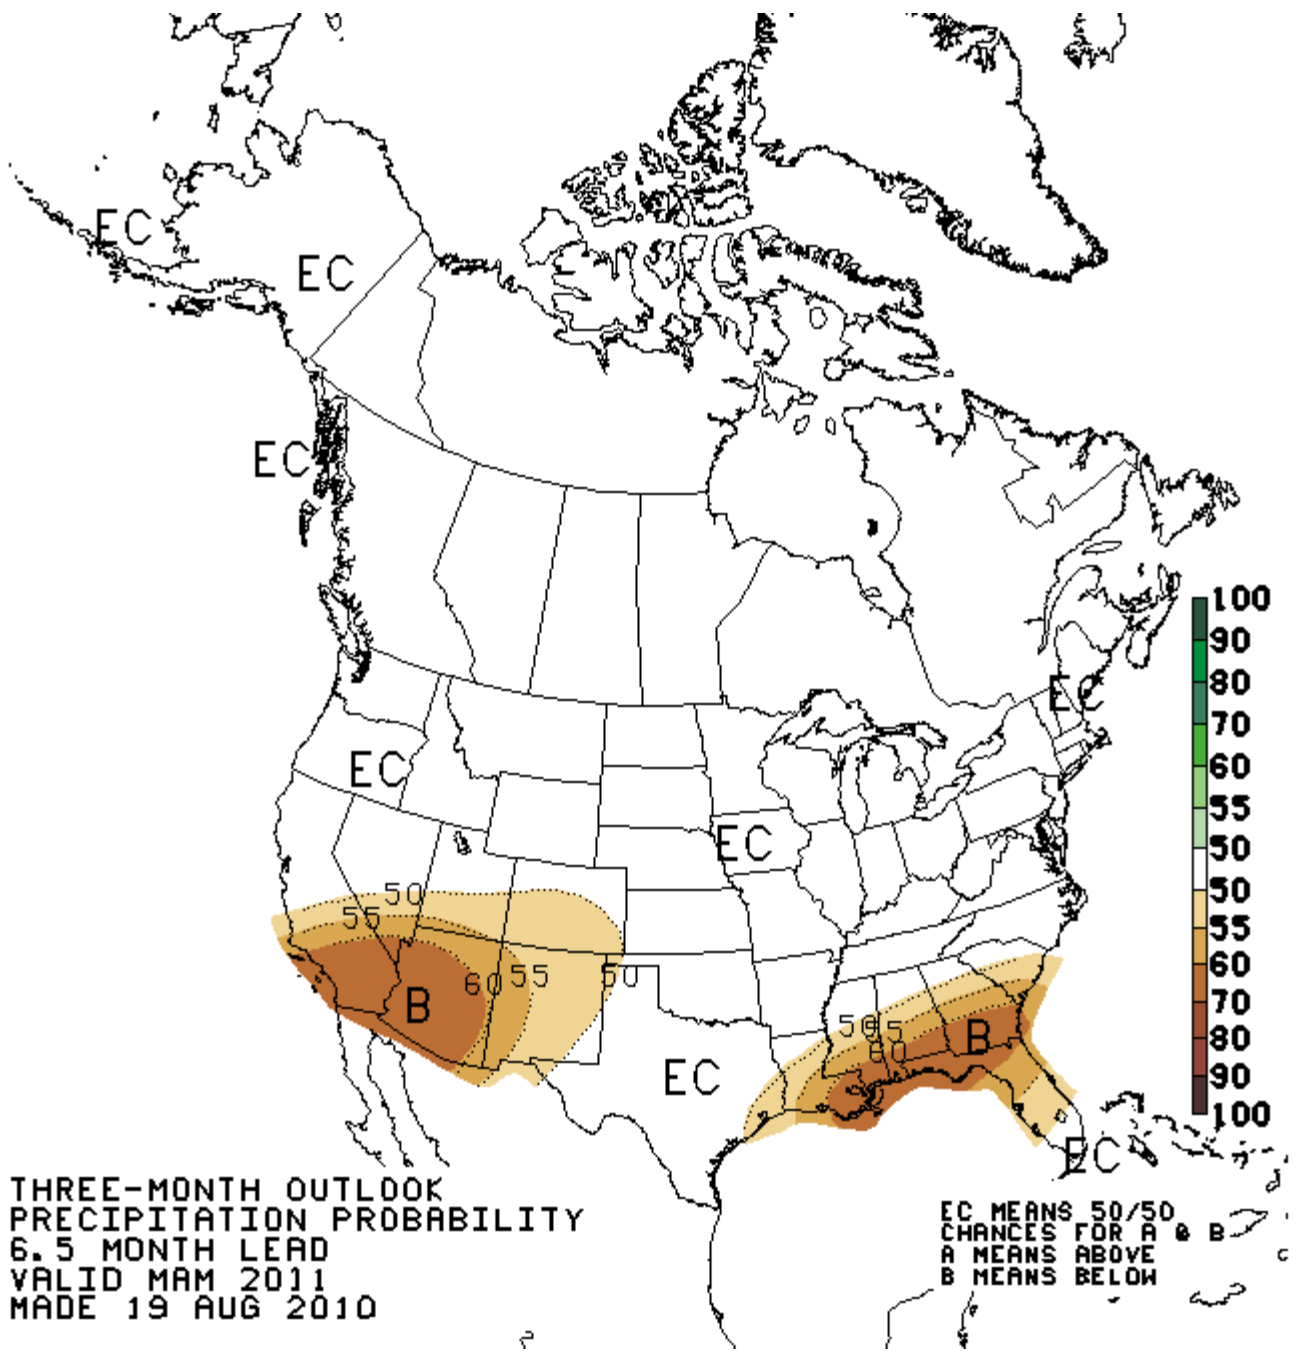 EC
EC
EC
EC
EC
EC
EC
EC
50
55
60
55
50
B
50
55
60
B
100
90
80
70
60
55
50
50
55
60
70
80
90
100
THREE-MONTH OUTLOOK
PRECIPITATION PROBABILITY
6.5 MONTH LEAD
VALID MAM 2011
MADE 19 AUG 2010
EC MEANS 50/50
CHANCES FOR A & B
A MEANS ABOVE
B MEANS BELOW